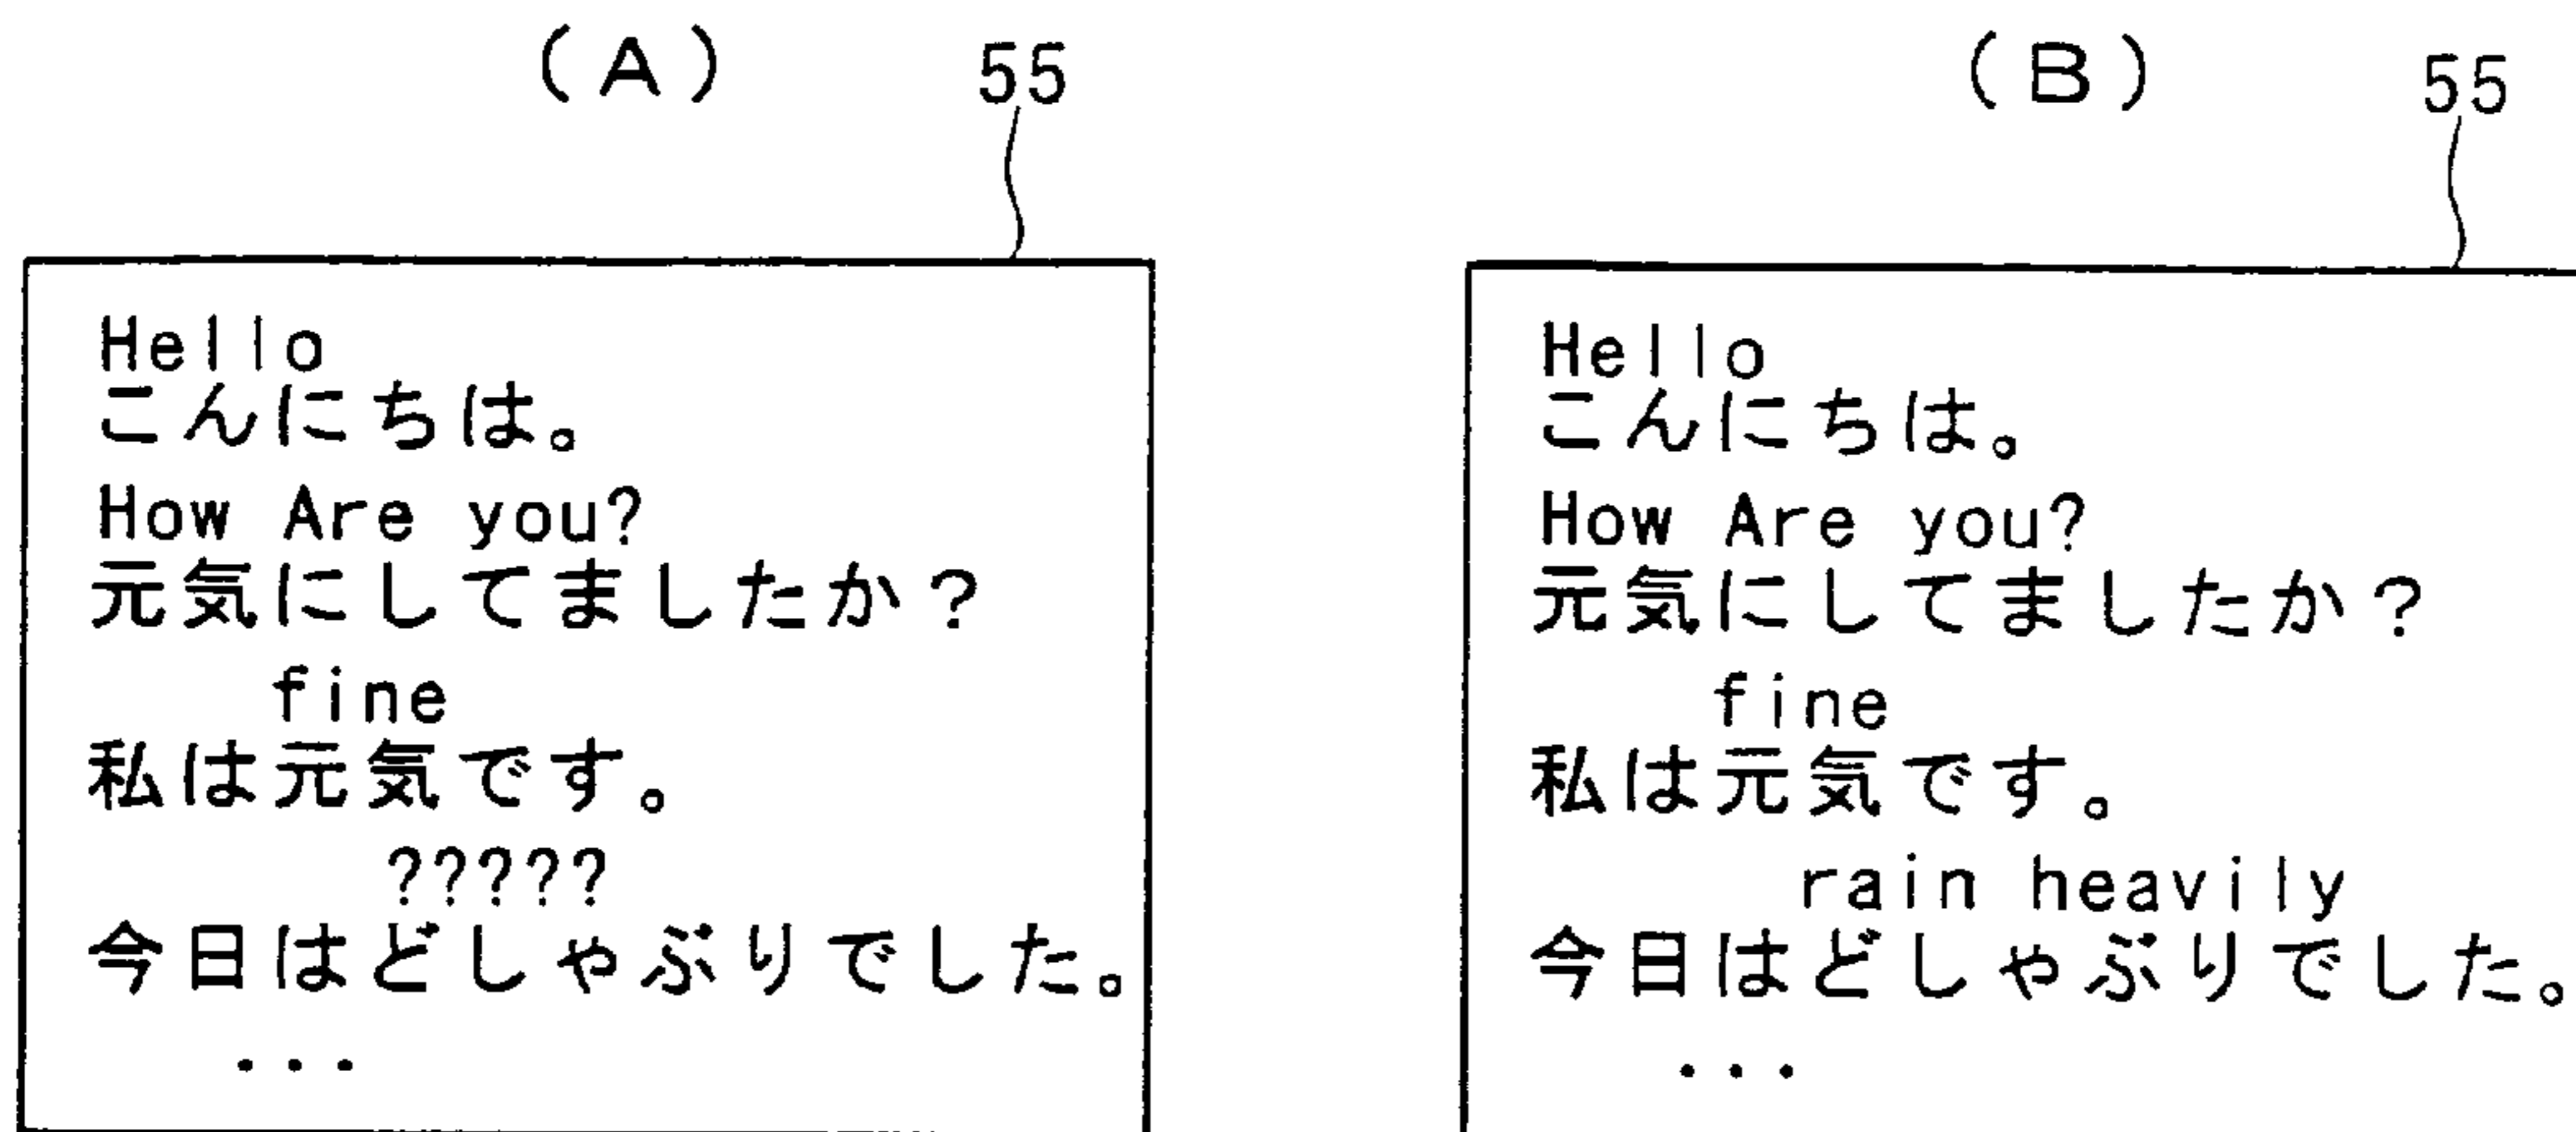 (A)
55
Hello
こんにちは。
How Are you?
元気にしてましたか?
fine
私は元気です。
?????
今日はどしゃぶりでした。
...
(B)
55
Hello
こんにちは。
How Are you?
元気にしてましたか?
fine
私は元気です。
rain heavily
今日はどしゃぶりでした。
...